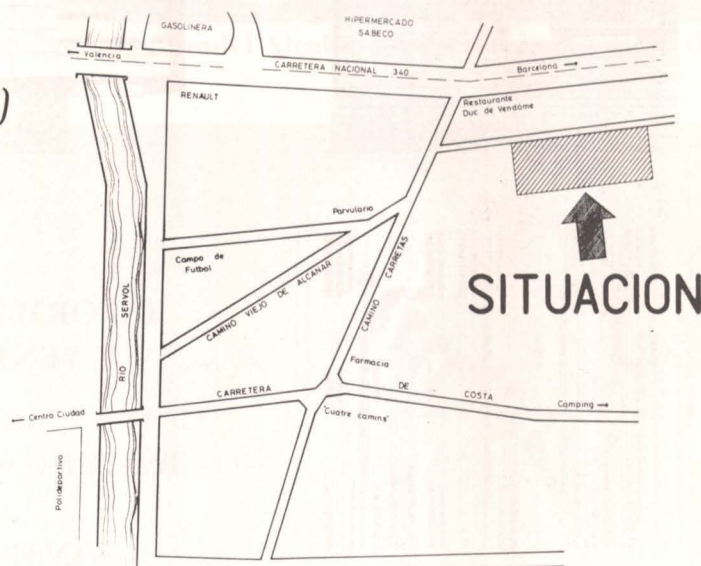 GASOLINERA
HIPERMERCADO
SABECO
← Valencia
CARRETERA NACIONAL 340
Barcelona →
RENAULT
Restaurante
Duc de Vendôme
Parvulario
Campo de
Futbol
CAMINO VIEJO DE ALCANAR
CAMINO CARRETAS
SITUACION
RIO SERVOL
Farmacia
CARRETERA DE COSTA
← Centro Ciudad
"Cuatre camins"
Camping →
Polideportivo